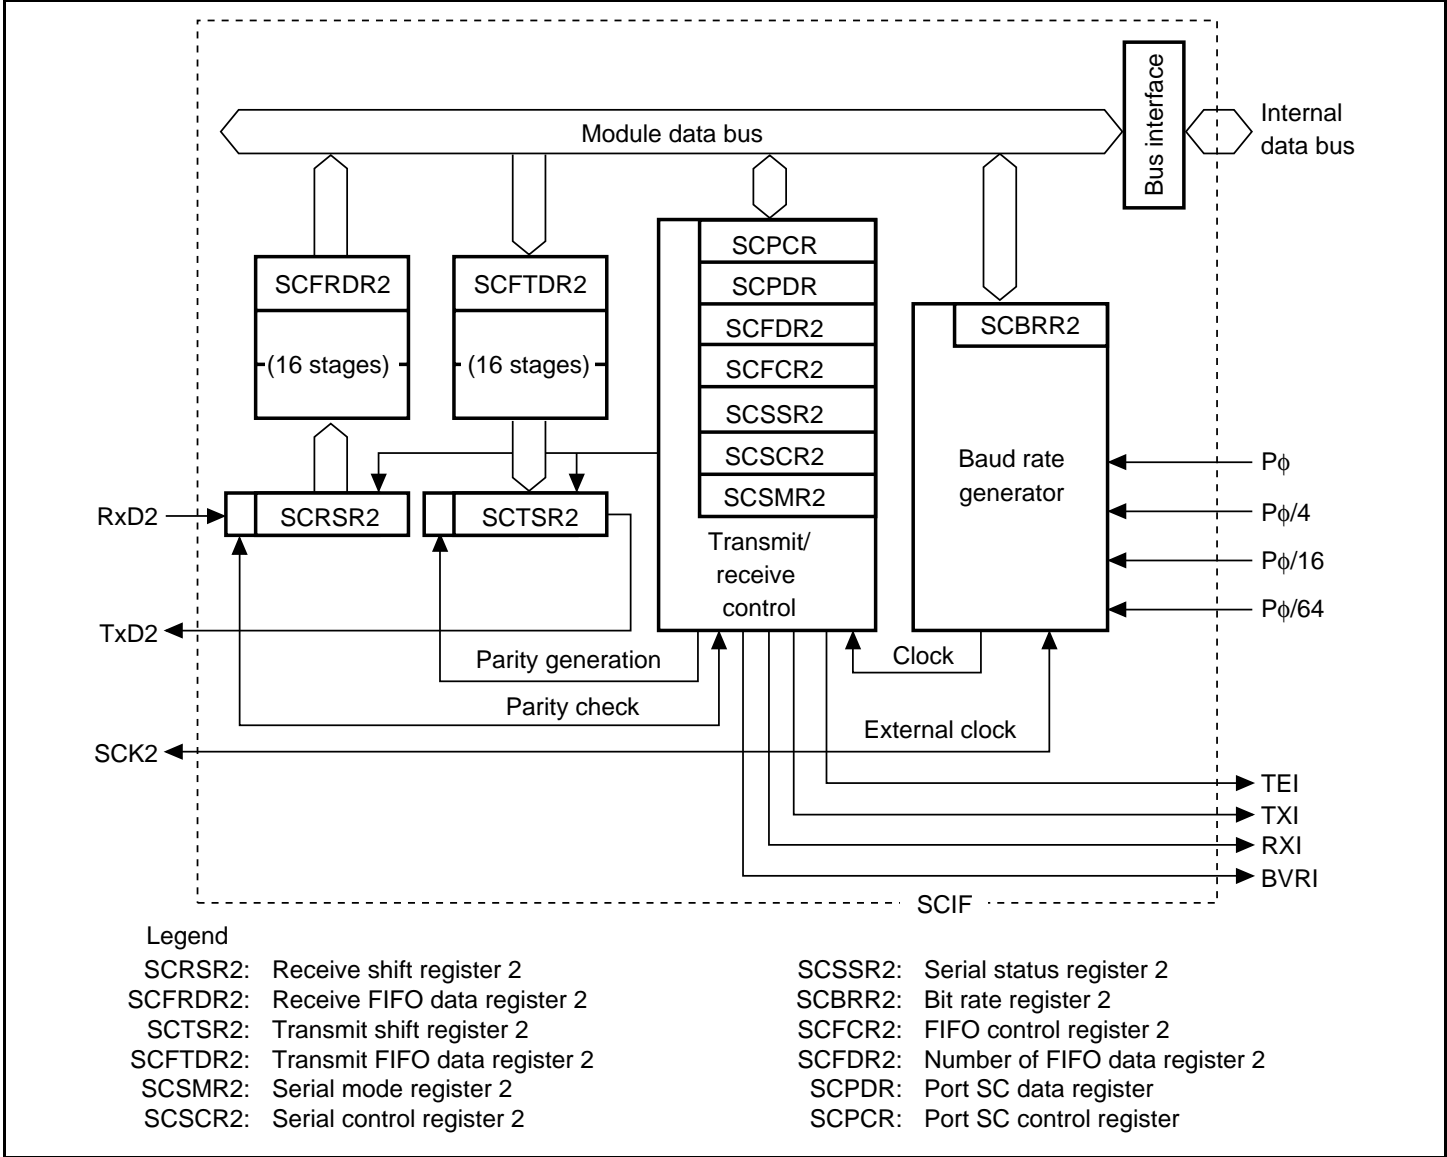 Bus interface
Internal
data bus
Module data bus
SCFRDR2
(16 stages)
SCFTDR2
(16 stages)
SCPCR
SCPDR
SCFDR2
SCFCR2
SCSSR2
SCSCR2
SCSMR2
Transmit/
receive
control
SCBRR2
Baud rate
generator
Pϕ
Pϕ/4
Pϕ/16
Pϕ/64
RxD2
SCRSR2
SCTSR2
TxD2
Parity generation
Parity check
Clock
External clock
SCK2
TEI
TXI
RXI
BVRI
SCIF
Legend
SCRSR2: Receive shift register 2
SCFRDR2: Receive FIFO data register 2
SCTSR2: Transmit shift register 2
SCFTDR2: Transmit FIFO data register 2
SCSMR2: Serial mode register 2
SCSCR2: Serial control register 2
SCSSR2: Serial status register 2
SCBRR2: Bit rate register 2
SCFCR2: FIFO control register 2
SCFDR2: Number of FIFO data register 2
SCPDR: Port SC data register
SCPCR: Port SC control register